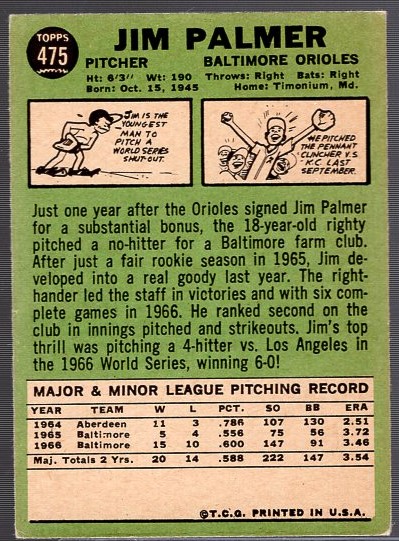 TOPPS
475
JIM PALMER
PITCHER BALTIMORE ORIOLES
Ht: 6'3" Wt: 190 Throws: Right Bats: Right
Born: Oct. 15, 1945 Home: Timonium, Md.
JIM IS THE
YOUNGEST
MAN TO
PITCH A
WORLD SERIES
SHUT-OUT.
HE PITCHED
THE PENNANT
CLINCHER V.S
K.C. LAST
SEPTEMBER.
Just one year after the Orioles signed Jim Palmer
for a substantial bonus, the 18-year-old righty
pitched a no-hitter for a Baltimore farm club.
After just a fair rookie season in 1965, Jim de-
veloped into a real goody last year. The right-
hander led the staff in victories and with six com
plete games in 1966. He ranked second on the
club in innings pitched and strikeouts. Jim's top
thrill was pitching a 4-hitter vs. Los Angeles in
the 1966 World Series, winning 6-0!
MAJOR & MINOR LEAGUE PITCHING RECORD
YEAR TEAM W L PCT. SO BB ERA
1964 Aberdeen 11 3 .786 107 130 2.51
1965 Baltimore 5 4 .556 75 56 3.72
1966 Baltimore 15 10 .600 147 91 3.46
Maj. Totals 2 Yrs. 20 14 .588 222 147 3.54
©T.C.G. PRINTED IN U.S.A.